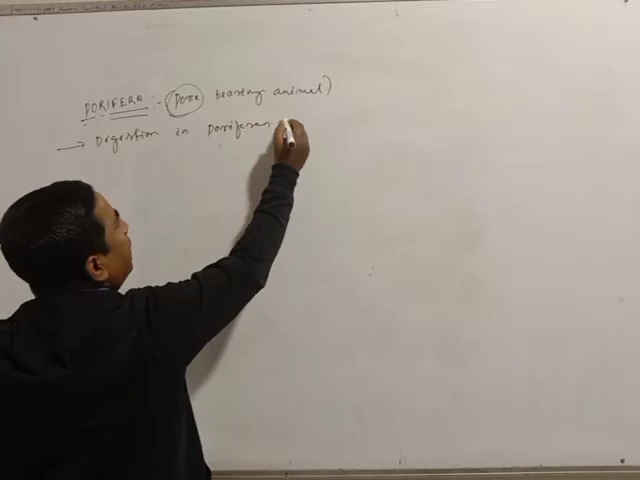 PORIFERA :- (Pore bearing animal)
→ Digestion in poriferan